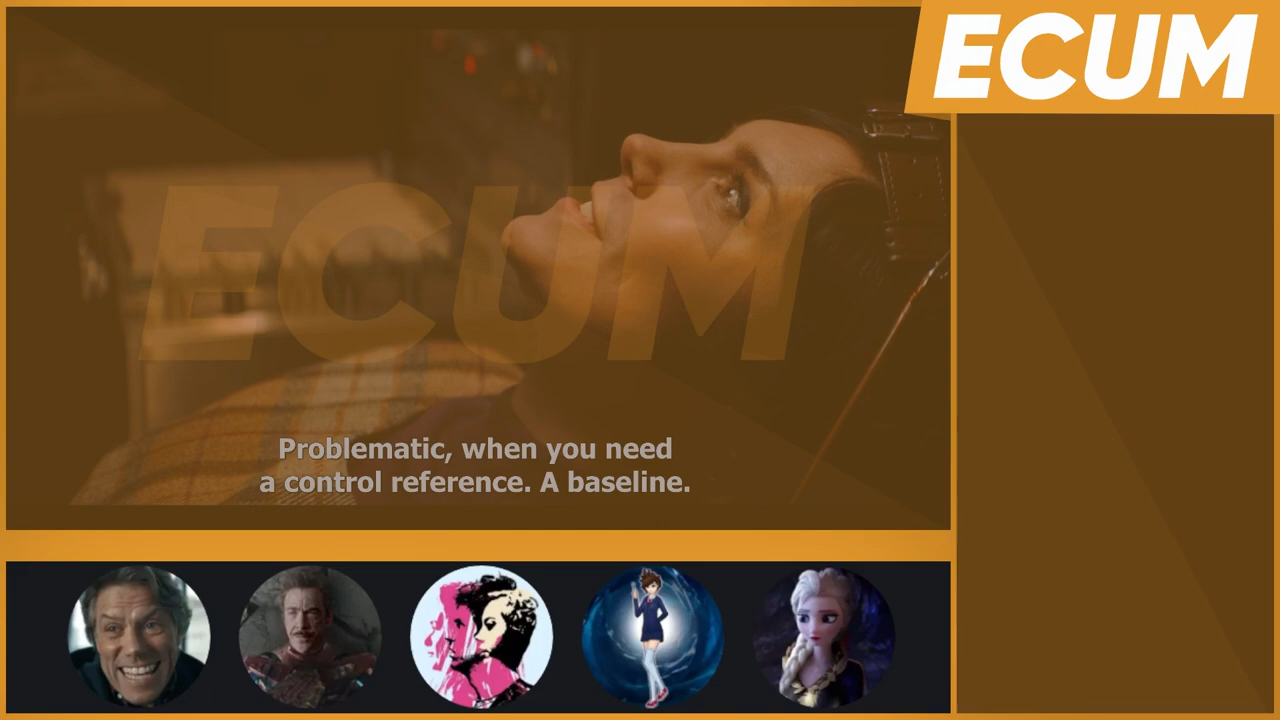 ECUM
ECUM
Problematic, when you need
a control reference. A baseline.